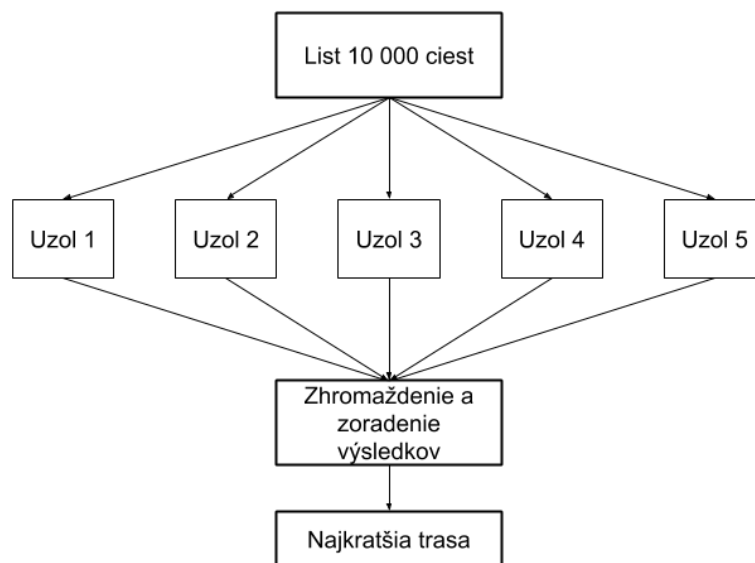 List 10 000 ciest
Uzol 1
Uzol 2
Uzol 3
Uzol 4
Uzol 5
Zhromaždenie a
zoradenie
výsledkov
Najkratšia trasa